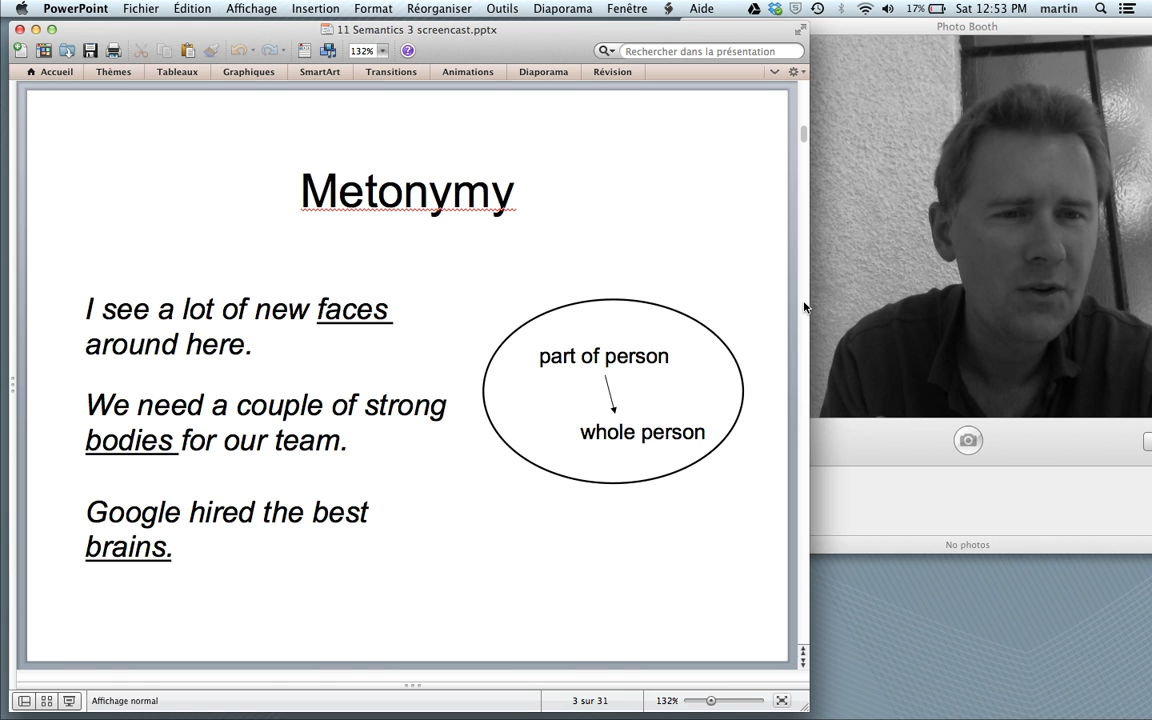 PowerPoint Fichier Édition Affichage Insertion Format Réorganiser Outils Diaporama Fenêtre Aide 17% Sat 12:53 PM martin
11 Semantics 3 screencast.pptx
Photo Booth
132% Rechercher dans la présentation
Accueil Thèmes Tableaux Graphiques SmartArt Transitions Animations Diaporama Révision
Metonymy
I see a lot of new faces
around here.
We need a couple of strong
bodies for our team.
Google hired the best
brains.
part of person
whole person
No photos
Affichage normal 3 sur 31 132%